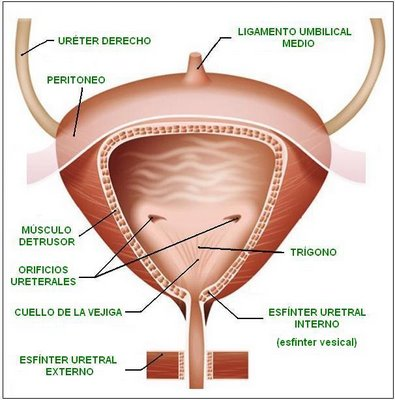 URÉTER DERECHO
LIGAMENTO UMBILICAL
MEDIO
PERITONEO
MÚSCULO
DETRUSOR
ORIFICIOS
URETERALES
TRÍGONO
CUELLO DE LA VEJIGA
ESFÍNTER URETRAL
INTERNO
(esfinter vesical)
ESFÍNTER URETRAL
EXTERNO